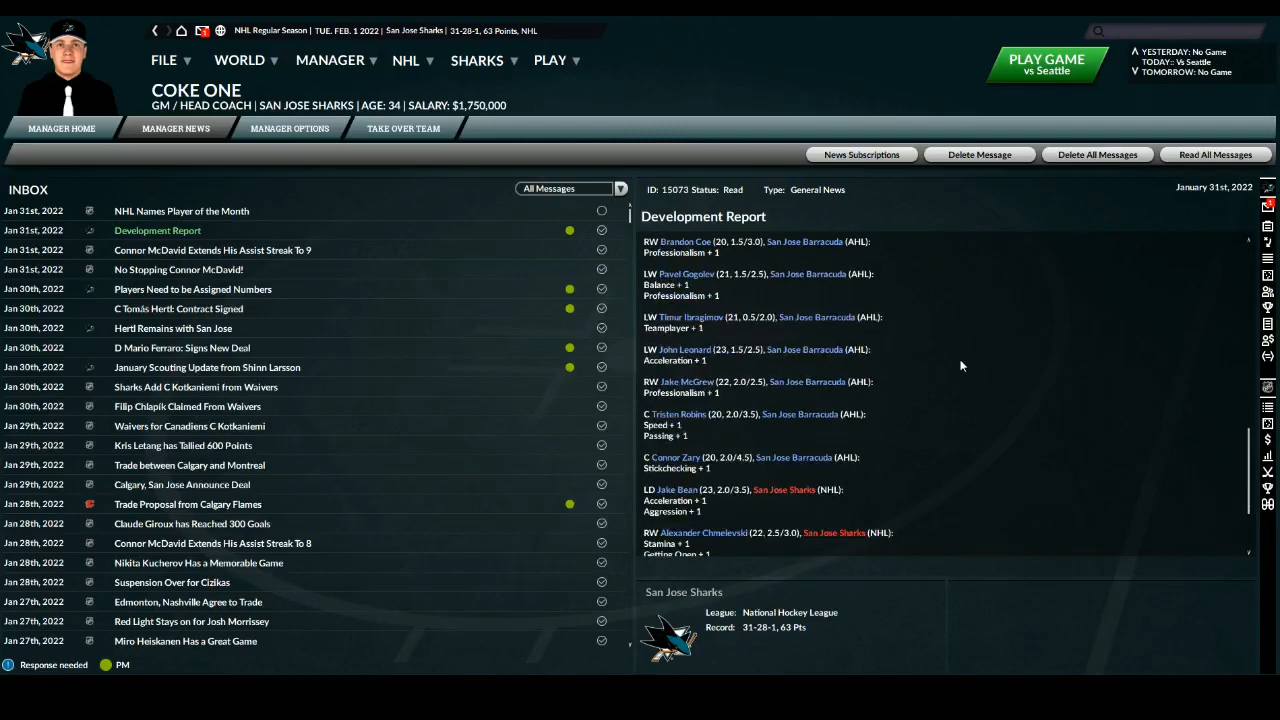 NHL Regular Season | TUE. FEB. 1 2022 | San Jose Sharks | 31-28-1, 63 Points, NHL
FILE WORLD MANAGER NHL SHARKS PLAY
PLAY GAME
vs Seattle
YESTERDAY: No Game
TODAY:: Vs Seattle
TOMORROW: No Game
COKE ONE
GM / HEAD COACH | SAN JOSE SHARKS | AGE: 34 | SALARY: $1,750,000
MANAGER HOME MANAGER NEWS MANAGER OPTIONS TAKE OVER TEAM
News Subscriptions Delete Message Delete All Messages Read All Messages
INBOX All Messages
Jan 31st, 2022 NHL Names Player of the Month
Jan 31st, 2022 Development Report
Jan 31st, 2022 Connor McDavid Extends His Assist Streak To 9
Jan 31st, 2022 No Stopping Connor McDavid!
Jan 30th, 2022 Players Need to be Assigned Numbers
Jan 30th, 2022 C Tomás Hertl: Contract Signed
Jan 30th, 2022 Hertl Remains with San Jose
Jan 30th, 2022 D Mario Ferraro: Signs New Deal
Jan 30th, 2022 January Scouting Update from Shinn Larsson
Jan 30th, 2022 Sharks Add C Kotkaniemi from Waivers
Jan 30th, 2022 Filip Chlapík Claimed From Waivers
Jan 29th, 2022 Waivers for Canadiens C Kotkaniemi
Jan 29th, 2022 Kris Letang has Tallied 600 Points
Jan 29th, 2022 Trade between Calgary and Montreal
Jan 29th, 2022 Calgary, San Jose Announce Deal
Jan 28th, 2022 Trade Proposal from Calgary Flames
Jan 28th, 2022 Claude Giroux has Reached 300 Goals
Jan 28th, 2022 Connor McDavid Extends His Assist Streak To 8
Jan 28th, 2022 Nikita Kucherov Has a Memorable Game
Jan 28th, 2022 Suspension Over for Cizikas
Jan 27th, 2022 Edmonton, Nashville Agree to Trade
Jan 27th, 2022 Red Light Stays on for Josh Morrissey
Jan 27th, 2022 Miro Heiskanen Has a Great Game
Response needed PM
ID: 15073 Status: Read Type: General News January 31st, 2022
Development Report
RW Brandon Coe (20, 1.5/3.0), San Jose Barracuda (AHL):
Professionalism + 1
LW Pavel Gogolev (21, 1.5/2.5), San Jose Barracuda (AHL):
Balance + 1
Professionalism + 1
LW Timur Ibragimov (21, 0.5/2.0), San Jose Barracuda (AHL):
Teamplayer + 1
LW John Leonard (23, 1.5/2.5), San Jose Barracuda (AHL):
Acceleration + 1
RW Jake McGrew (22, 2.0/2.5), San Jose Barracuda (AHL):
Professionalism + 1
C Tristen Robins (20, 2.0/3.5), San Jose Barracuda (AHL):
Speed + 1
Passing + 1
C Connor Zary (20, 2.0/4.5), San Jose Barracuda (AHL):
Stickchecking + 1
LD Jake Bean (23, 2.0/3.5), San Jose Sharks (NHL):
Acceleration + 1
Aggression + 1
RW Alexander Chmelevski (22, 2.5/3.0), San Jose Sharks (NHL):
Stamina + 1
Getting Open + 1
San Jose Sharks
League: National Hockey League
Record: 31-28-1, 63 Pts